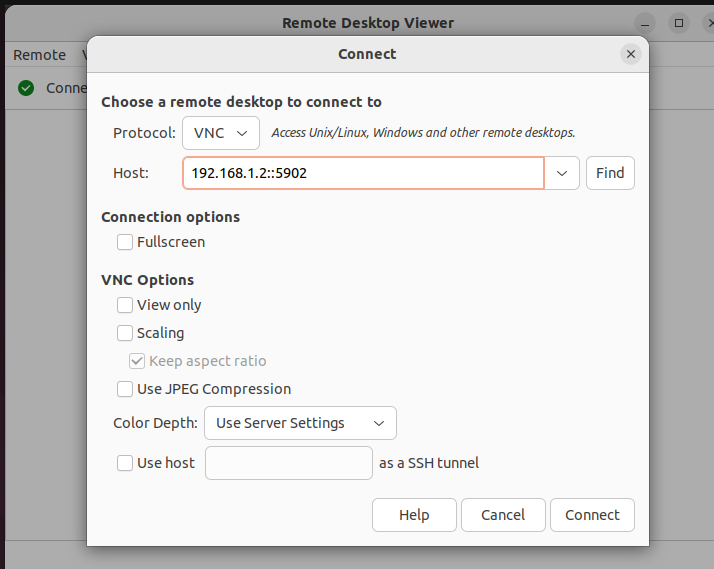 Remote Desktop Viewer
Remote
Connect
Conne
Choose a remote desktop to connect to
Protocol: VNC Access Unix/Linux, Windows and other remote desktops.
Host: 192.168.1.2::5902 Find
Connection options
Fullscreen
VNC Options
View only
Scaling
Keep aspect ratio
Use JPEG Compression
Color Depth: Use Server Settings
Use host as a SSH tunnel
Help Cancel Connect